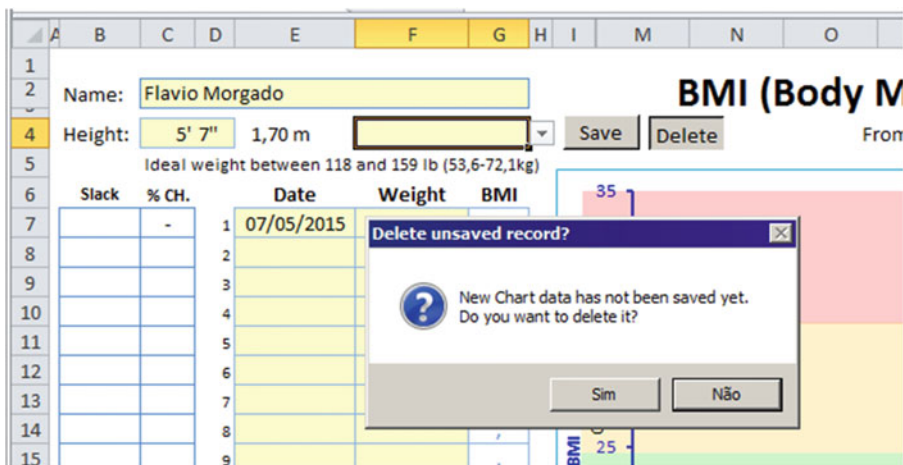 A B C D E F G H I M N O
1
2 Name: Flavio Morgado BMI (Body M
4 Height: 5' 7" 1,70 m Save Delete From
5 Ideal weight between 118 and 159 lb (53,6-72,1kg)
6 Slack % CH. Date Weight BMI 35
7 - 1 07/05/2015 Delete unsaved record?
8 2
9 3 New Chart data has not been saved yet.
10 4 Do you want to delete it?
11 5
12 6
13 7 Sim Não
14 8 ,
15 9 BMI 25